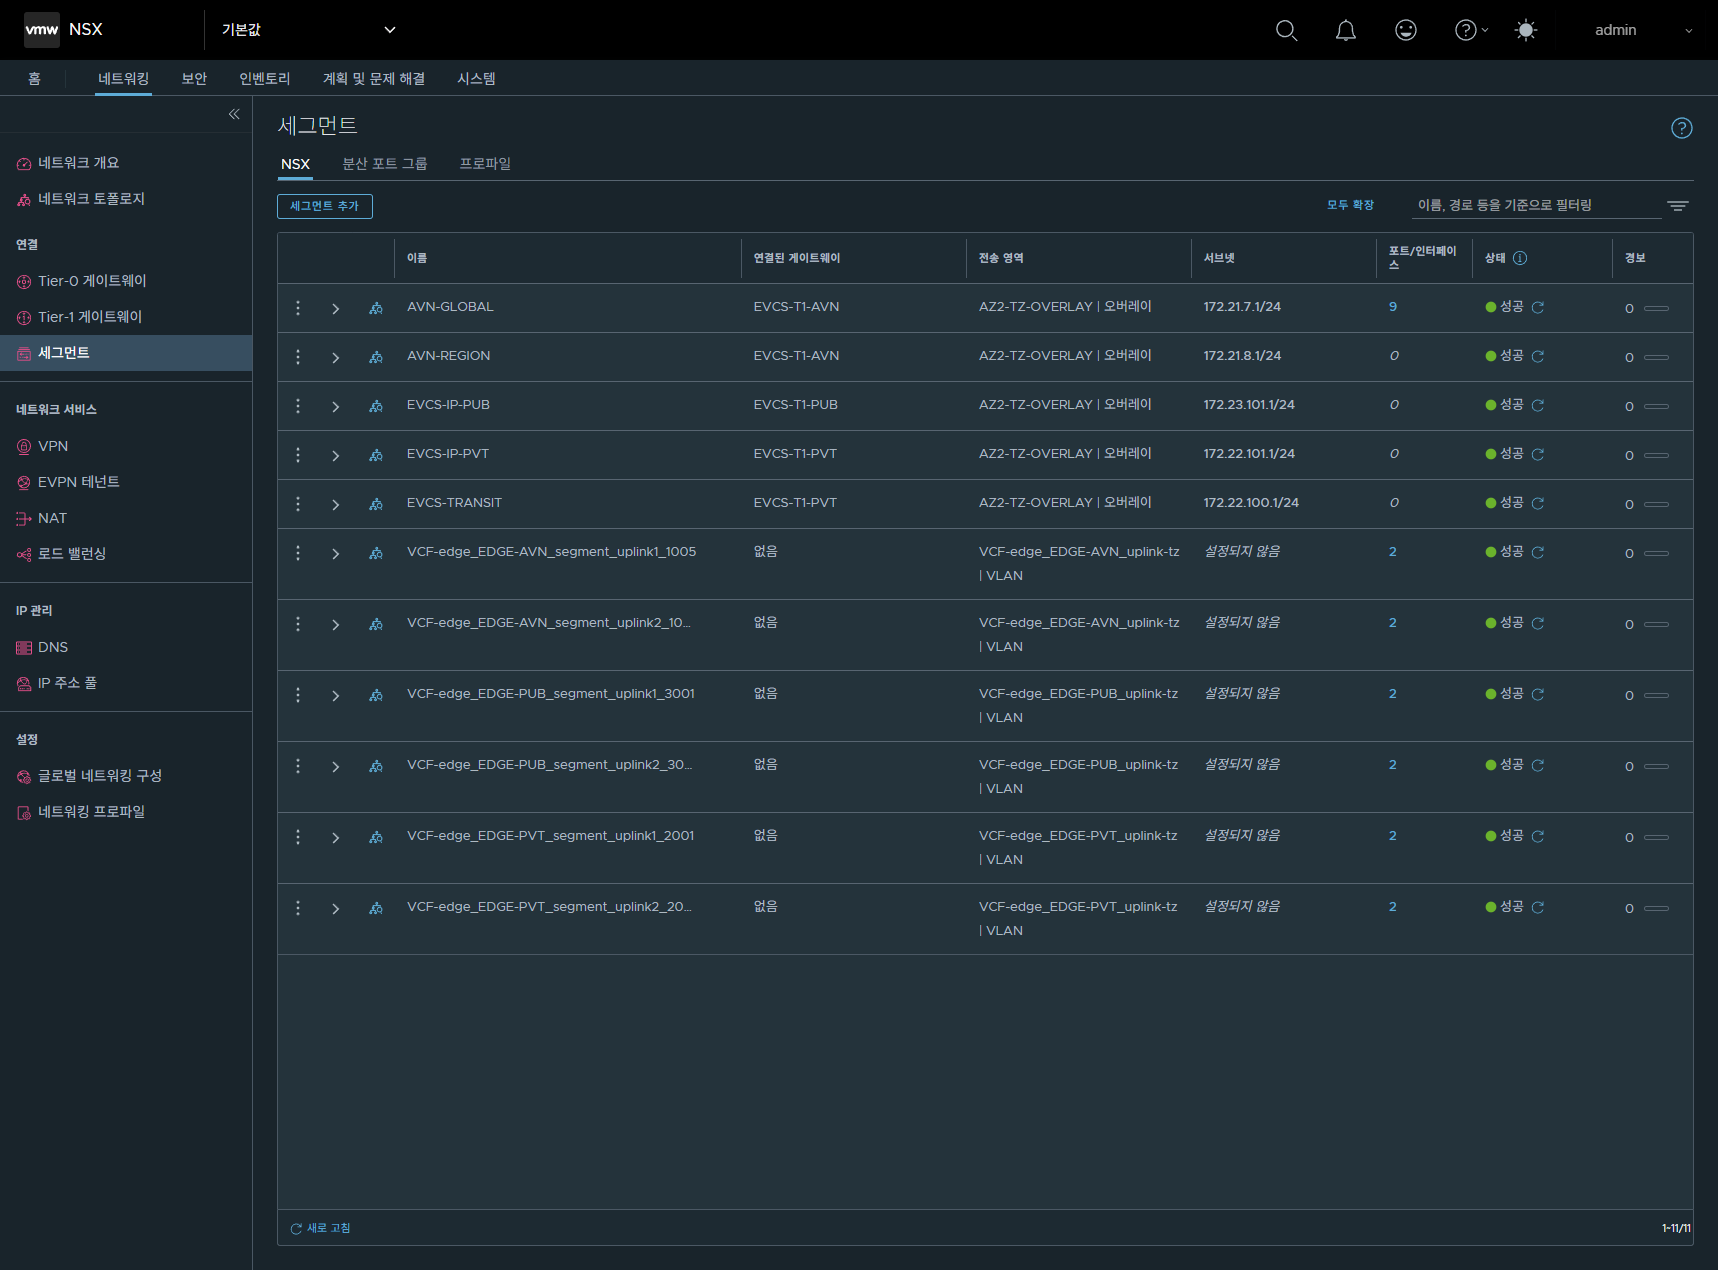 vmw NSX 기본값 admin
홈 네트워킹 보안 인벤토리 계획 및 문제 해결 시스템
네트워크 개요
네트워크 토폴로지
연결
Tier-0 게이트웨이
Tier-1 게이트웨이
세그먼트
네트워크 서비스
VPN
EVPN 테넌트
NAT
로드 밸런싱
IP 관리
DNS
IP 주소 풀
설정
글로벌 네트워킹 구성
네트워킹 프로파일
세그먼트
NSX 분산 포트 그룹 프로파일
세그먼트 추가 모두 확장 이름, 경로 등을 기준으로 필터링
이름 연결된 게이트웨이 전송 영역 서브넷 포트/인터페이스 상태 경보
AVN-GLOBAL EVCS-T1-AVN AZ2-TZ-OVERLAY | 오버레이 172.21.7.1/24 9 성공 0
AVN-REGION EVCS-T1-AVN AZ2-TZ-OVERLAY | 오버레이 172.21.8.1/24 0 성공 0
EVCS-IP-PUB EVCS-T1-PUB AZ2-TZ-OVERLAY | 오버레이 172.23.101.1/24 0 성공 0
EVCS-IP-PVT EVCS-T1-PVT AZ2-TZ-OVERLAY | 오버레이 172.22.101.1/24 0 성공 0
EVCS-TRANSIT EVCS-T1-PVT AZ2-TZ-OVERLAY | 오버레이 172.22.100.1/24 0 성공 0
VCF-edge_EDGE-AVN_segment_uplink1_1005 없음 VCF-edge_EDGE-AVN_uplink-tz 설정되지 않음 2 성공 0
| VLAN
VCF-edge_EDGE-AVN_segment_uplink2_10... 없음 VCF-edge_EDGE-AVN_uplink-tz 설정되지 않음 2 성공 0
| VLAN
VCF-edge_EDGE-PUB_segment_uplink1_3001 없음 VCF-edge_EDGE-PUB_uplink-tz 설정되지 않음 2 성공 0
| VLAN
VCF-edge_EDGE-PUB_segment_uplink2_30... 없음 VCF-edge_EDGE-PUB_uplink-tz 설정되지 않음 2 성공 0
| VLAN
VCF-edge_EDGE-PVT_segment_uplink1_2001 없음 VCF-edge_EDGE-PVT_uplink-tz 설정되지 않음 2 성공 0
| VLAN
VCF-edge_EDGE-PVT_segment_uplink2_20... 없음 VCF-edge_EDGE-PVT_uplink-tz 설정되지 않음 2 성공 0
| VLAN
새로 고침 1-11/11